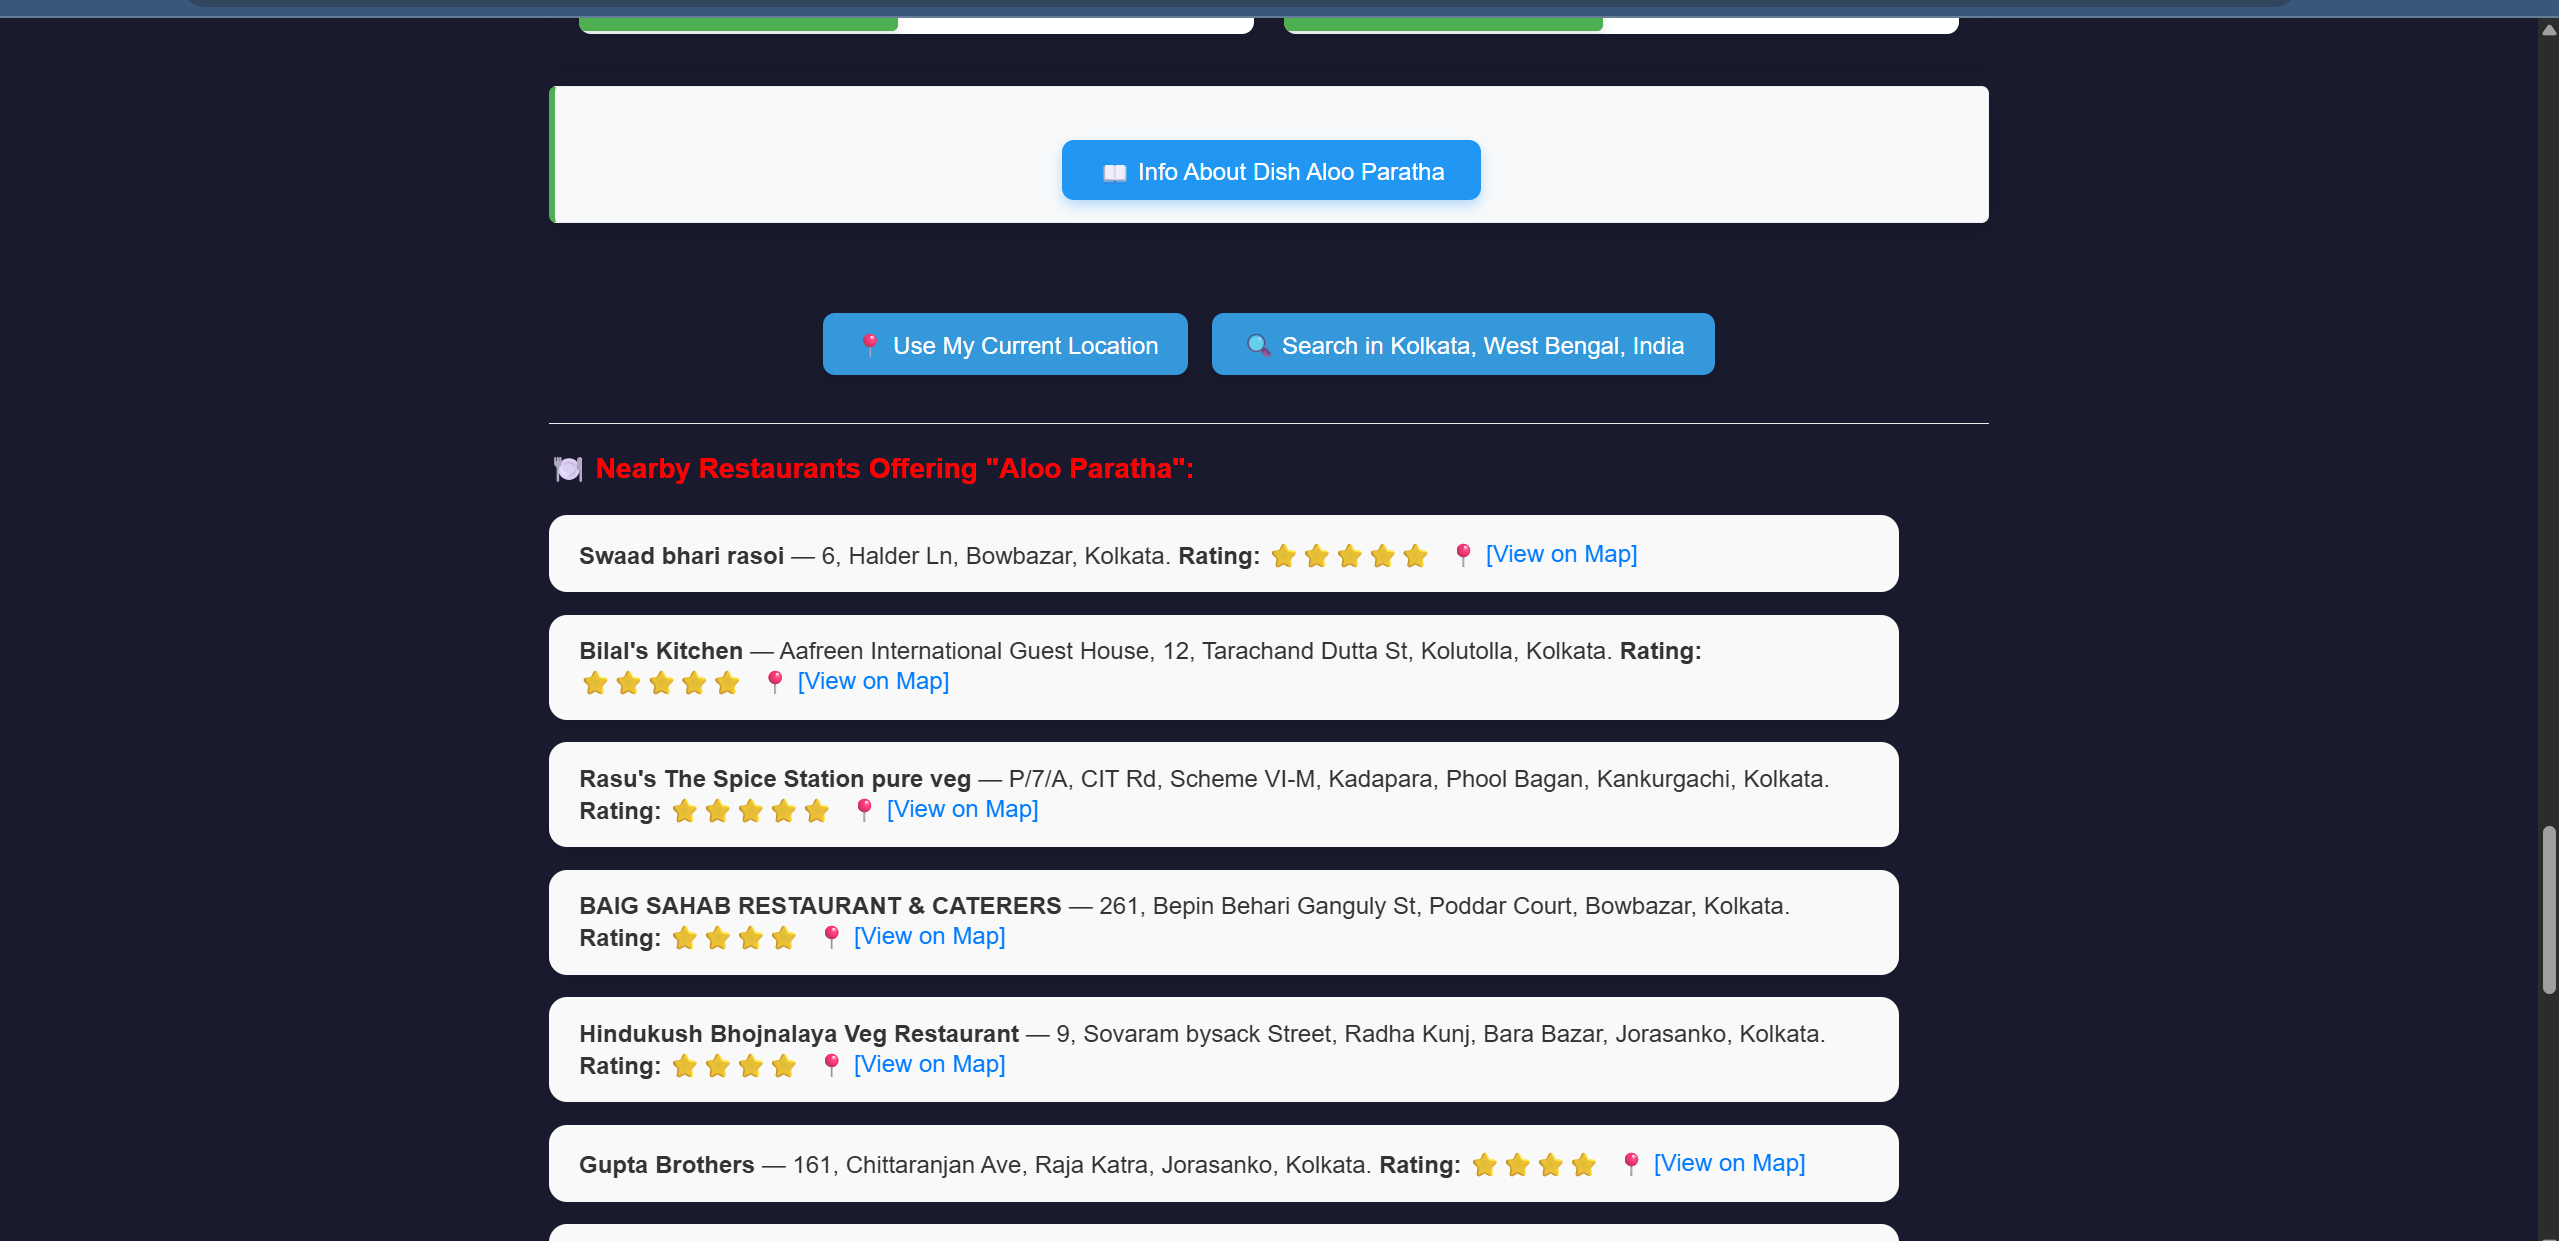 Info About Dish Aloo Paratha
Use My Current Location
Search in Kolkata, West Bengal, India
Nearby Restaurants Offering "Aloo Paratha":
Swaad bhari rasoi — 6, Halder Ln, Bowbazar, Kolkata. Rating: ⭐⭐⭐⭐⭐ 📍 [View on Map]
Bilal's Kitchen — Aafreen International Guest House, 12, Tarachand Dutta St, Kolutolla, Kolkata. Rating:
⭐⭐⭐⭐⭐ 📍 [View on Map]
Rasu's The Spice Station pure veg — P/7/A, CIT Rd, Scheme VI-M, Kadapara, Phool Bagan, Kankurgachi, Kolkata.
Rating: ⭐⭐⭐⭐⭐ 📍 [View on Map]
BAIG SAHAB RESTAURANT & CATERERS — 261, Bepin Behari Ganguly St, Poddar Court, Bowbazar, Kolkata.
Rating: ⭐⭐⭐⭐ 📍 [View on Map]
Hindukush Bhojnalaya Veg Restaurant — 9, Sovaram bysack Street, Radha Kunj, Bara Bazar, Jorasanko, Kolkata.
Rating: ⭐⭐⭐⭐ 📍 [View on Map]
Gupta Brothers — 161, Chittaranjan Ave, Raja Katra, Jorasanko, Kolkata. Rating: ⭐⭐⭐⭐ 📍 [View on Map]